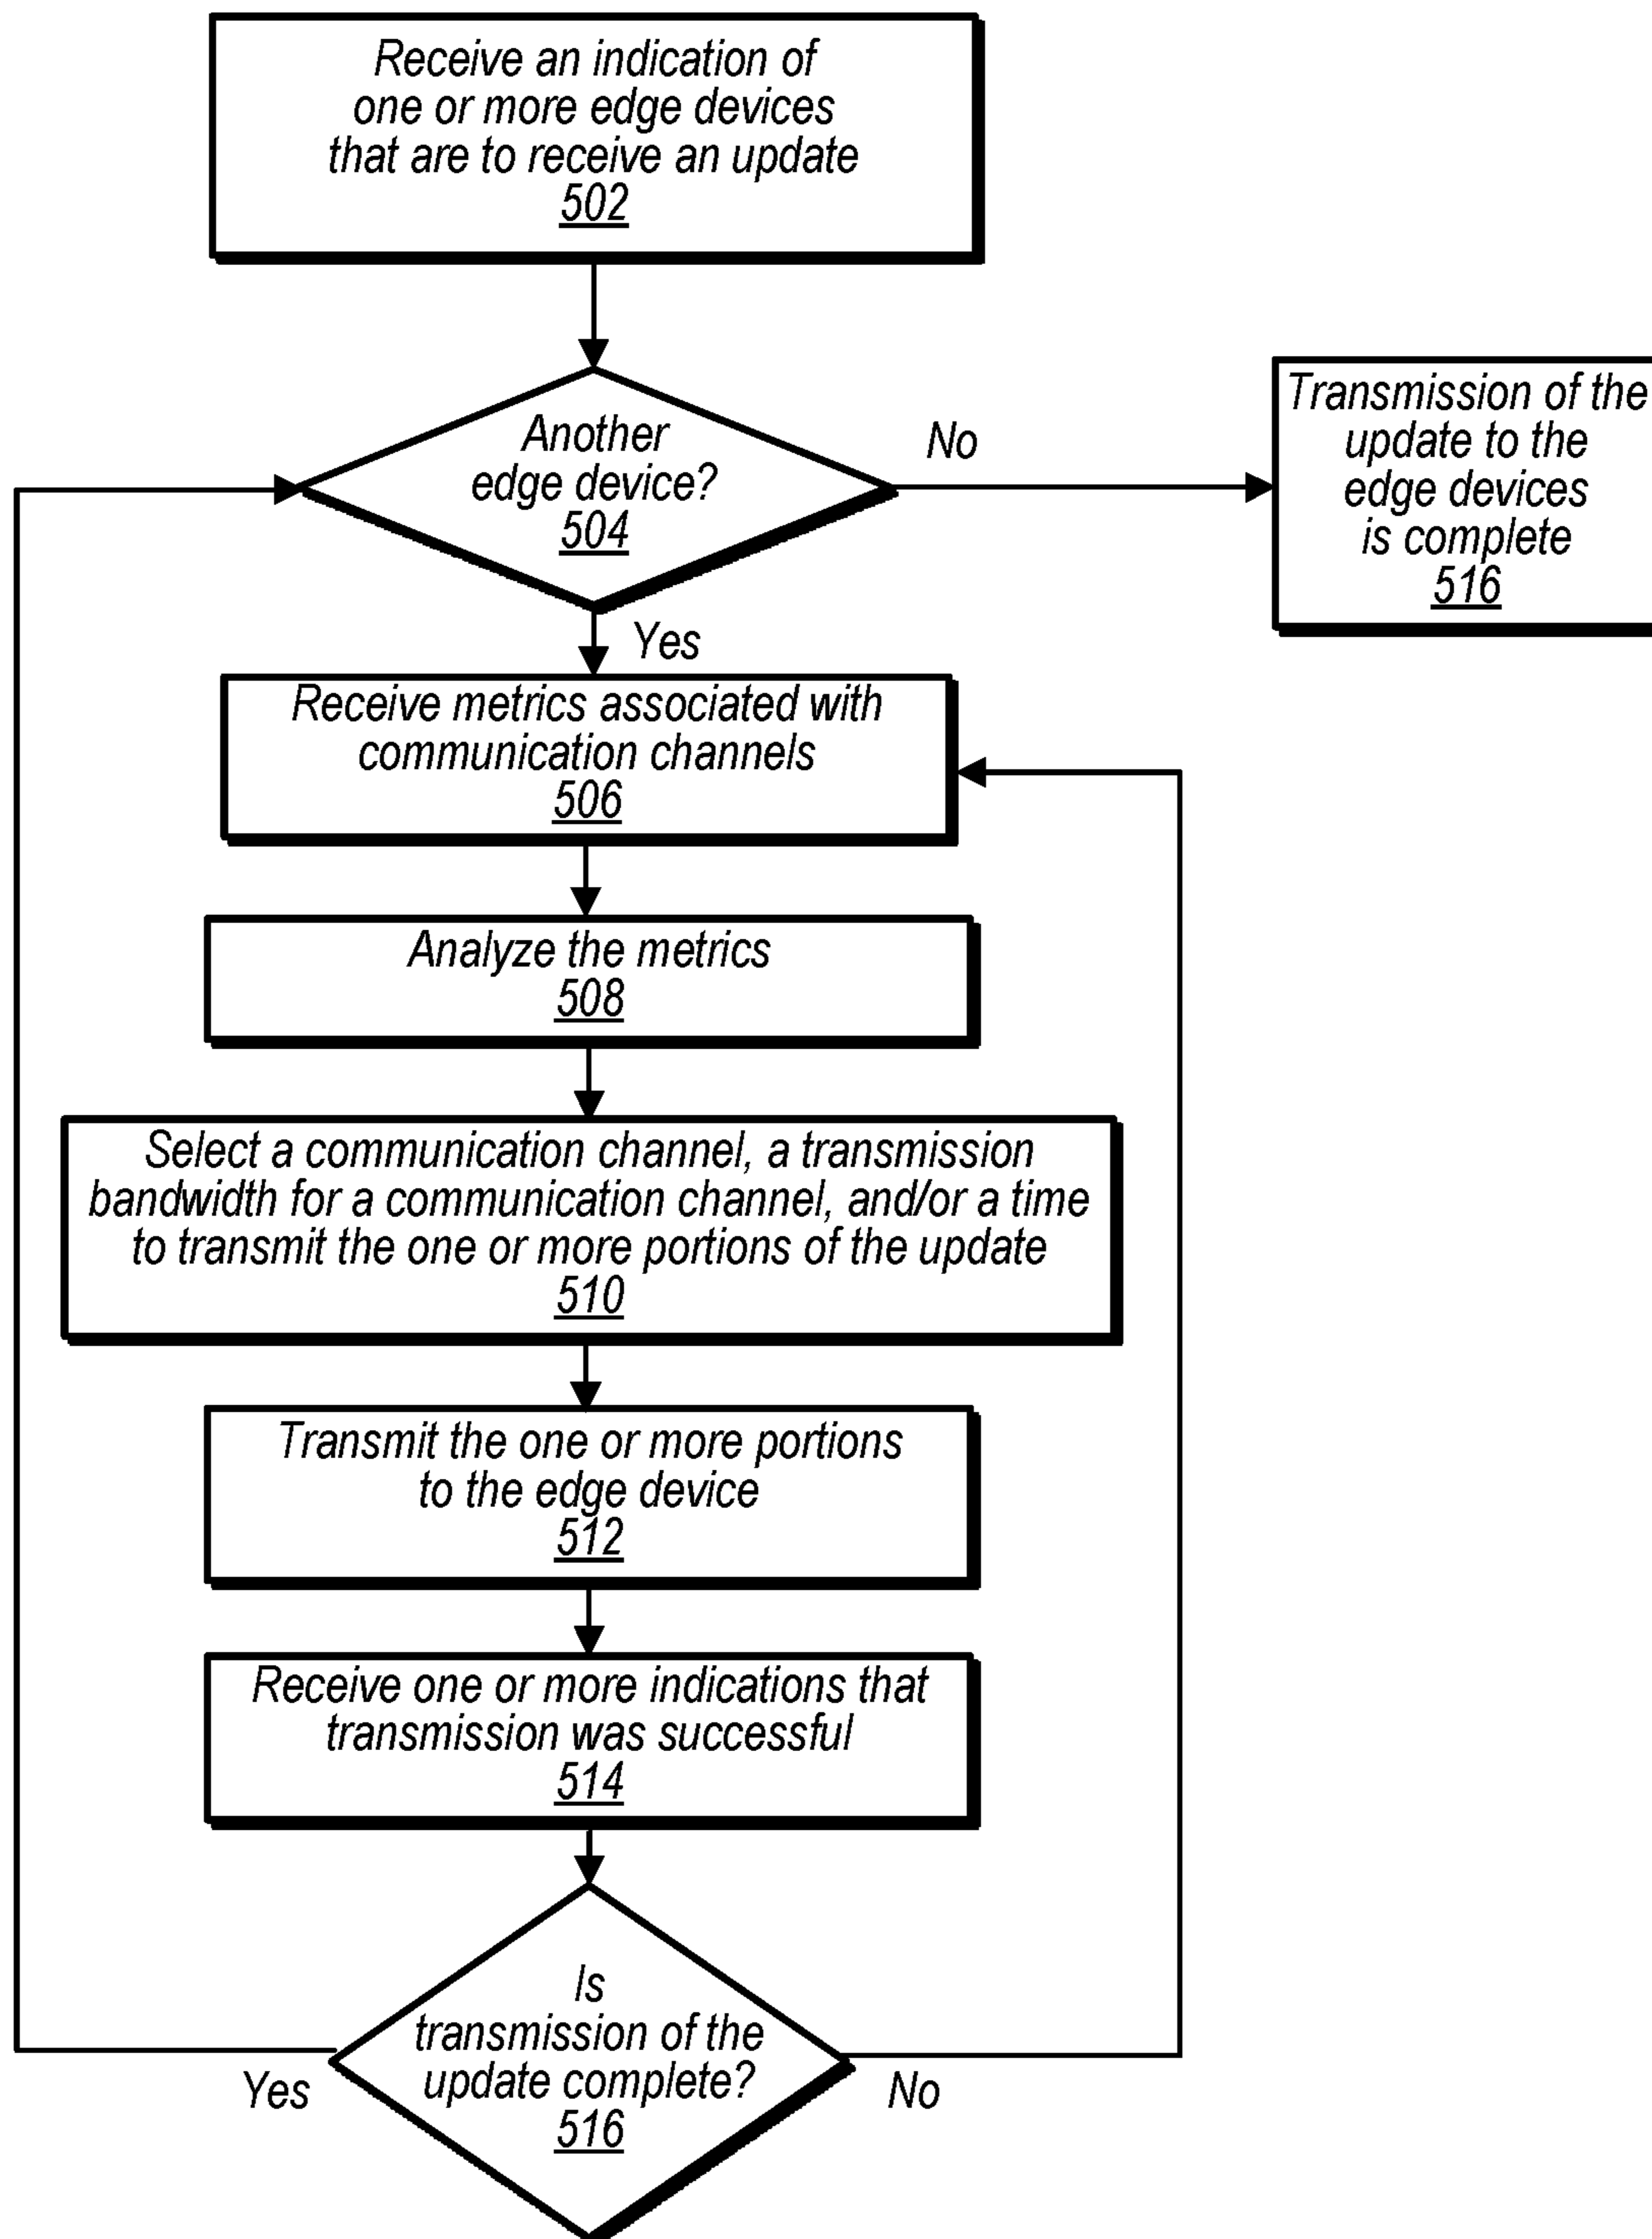 Receive an indication of
one or more edge devices
that are to receive an update
502
Another
edge device?
504
No
Transmission of the
update to the
edge devices
is complete
516
Yes
Receive metrics associated with
communication channels
506
Analyze the metrics
508
Select a communication channel, a transmission
bandwidth for a communication channel, and/or a time
to transmit the one or more portions of the update
510
Transmit the one or more portions
to the edge device
512
Receive one or more indications that
transmission was successful
514
Is
transmission of the
update complete?
516
Yes
No